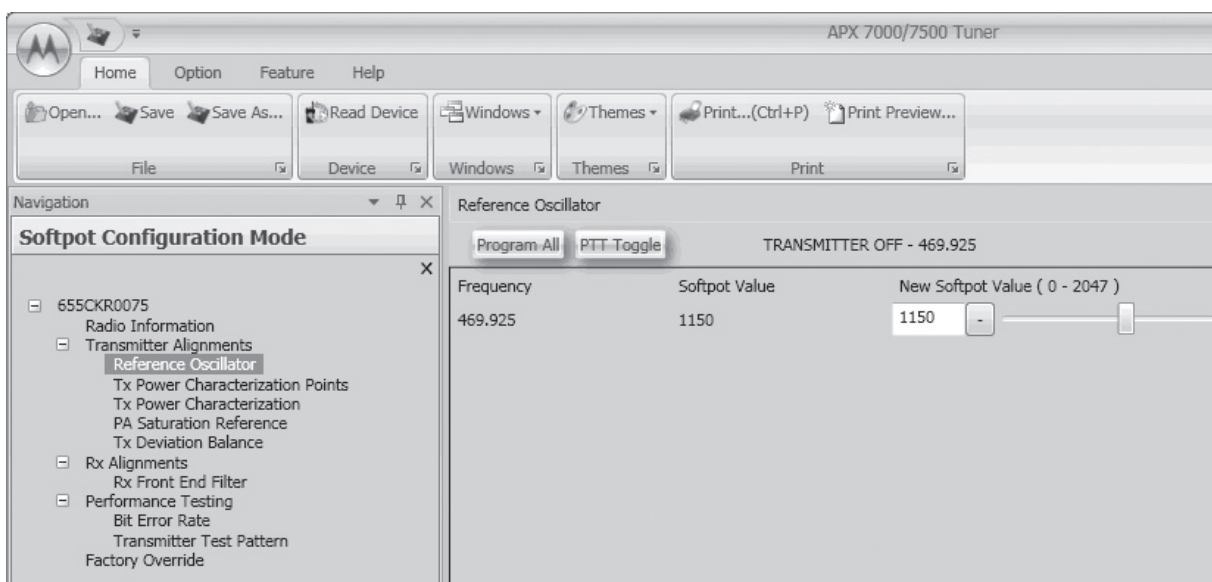 APX 7000/7500 Tuner
Home Option Feature Help
Open... Save Save As... Read Device Windows Themes Print...(Ctrl+P) Print Preview...
File Device Windows Themes Print
Navigation
Softpot Configuration Mode
655CKR0075
Radio Information
Transmitter Alignments
Reference Oscillator
Tx Power Characterization Points
Tx Power Characterization
PA Saturation Reference
Tx Deviation Balance
Rx Alignments
Rx Front End Filter
Performance Testing
Bit Error Rate
Transmitter Test Pattern
Factory Override
Reference Oscillator
Program All PTT Toggle TRANSMITTER OFF - 469.925
Frequency Softpot Value New Softpot Value ( 0 - 2047 )
469.925 1150 1150 -